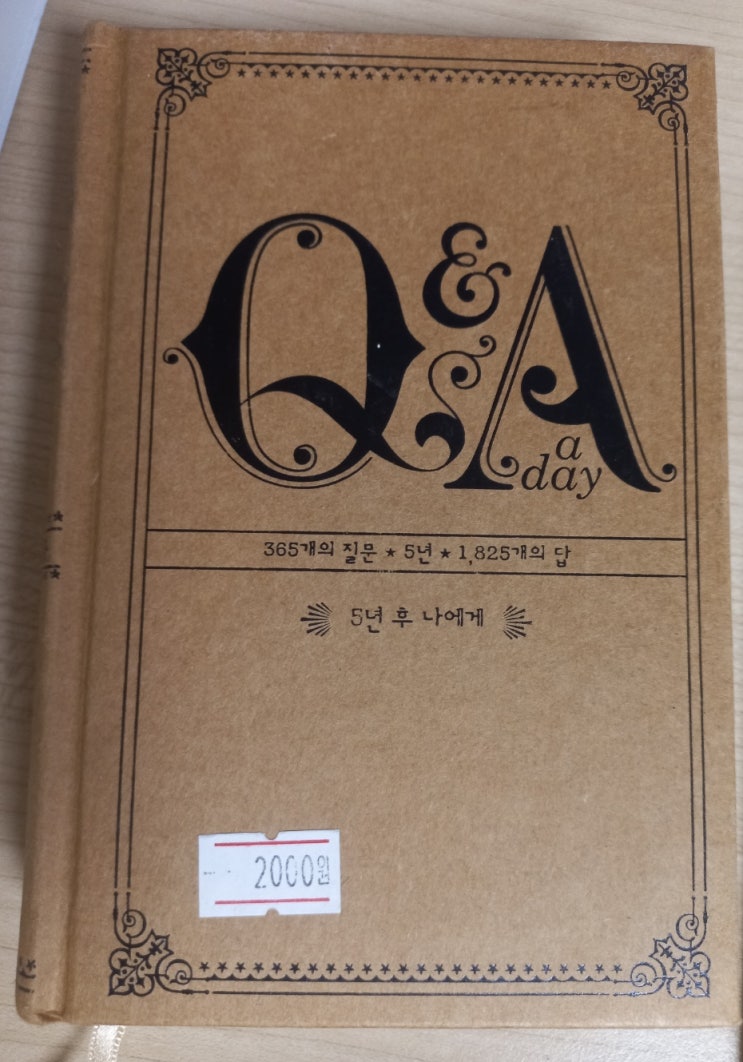 Q&A
a
day
365개의 질문 ★ 5년 ★ 1,825개의 답
5년 후 나에게
2000원